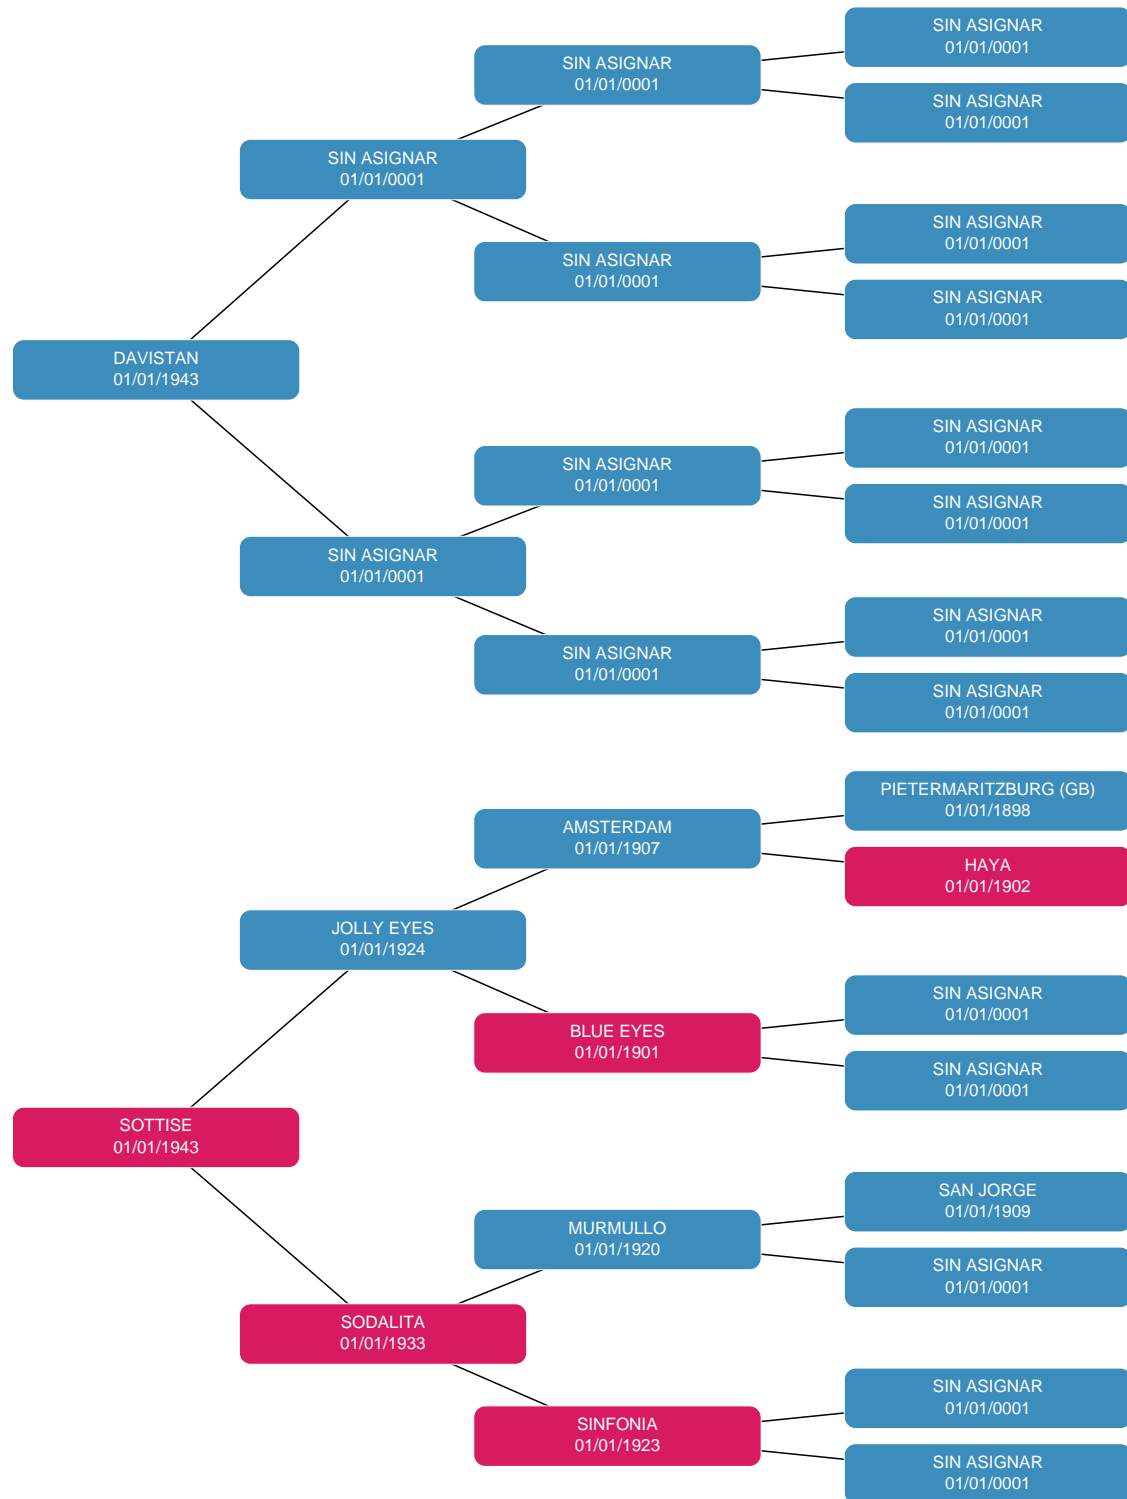 SIN ASIGNAR
01/01/0001
SIN ASIGNAR
01/01/0001
SIN ASIGNAR
01/01/0001
SIN ASIGNAR
01/01/0001
SIN ASIGNAR
01/01/0001
SIN ASIGNAR
01/01/0001
SIN ASIGNAR
01/01/0001
DAVISTAN
01/01/1943
SIN ASIGNAR
01/01/0001
SIN ASIGNAR
01/01/0001
SIN ASIGNAR
01/01/0001
SIN ASIGNAR
01/01/0001
SIN ASIGNAR
01/01/0001
SIN ASIGNAR
01/01/0001
SIN ASIGNAR
01/01/0001
SIN ASIGNAR
01/01/0001
PIETERMARITZBURG (GB)
01/01/1898
AMSTERDAM
01/01/1907
HAYA
01/01/1902
JOLLY EYES
01/01/1924
SIN ASIGNAR
01/01/0001
BLUE EYES
01/01/1901
SIN ASIGNAR
01/01/0001
SOTTISE
01/01/1943
SAN JORGE
01/01/1909
MURMULLO
01/01/1920
SIN ASIGNAR
01/01/0001
SODALITA
01/01/1933
SIN ASIGNAR
01/01/0001
SINFONIA
01/01/1923
SIN ASIGNAR
01/01/0001